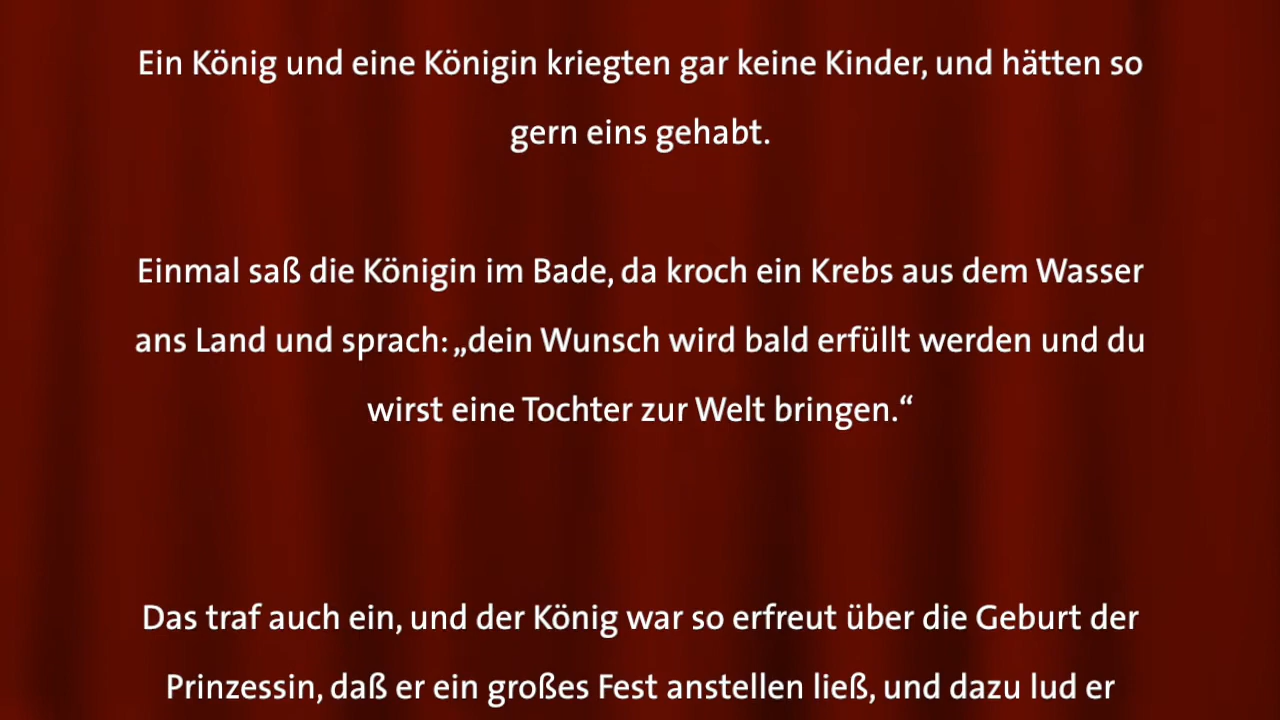 Ein König und eine Königin kriegten gar keine Kinder, und hätten so
gern eins gehabt.
Einmal saß die Königin im Bade, da kroch ein Krebs aus dem Wasser
ans Land und sprach: „dein Wunsch wird bald erfüllt werden und du
wirst eine Tochter zur Welt bringen.“
Das traf auch ein, und der König war so erfreut über die Geburt der
Prinzessin, daß er ein großes Fest anstellen ließ, und dazu lud er